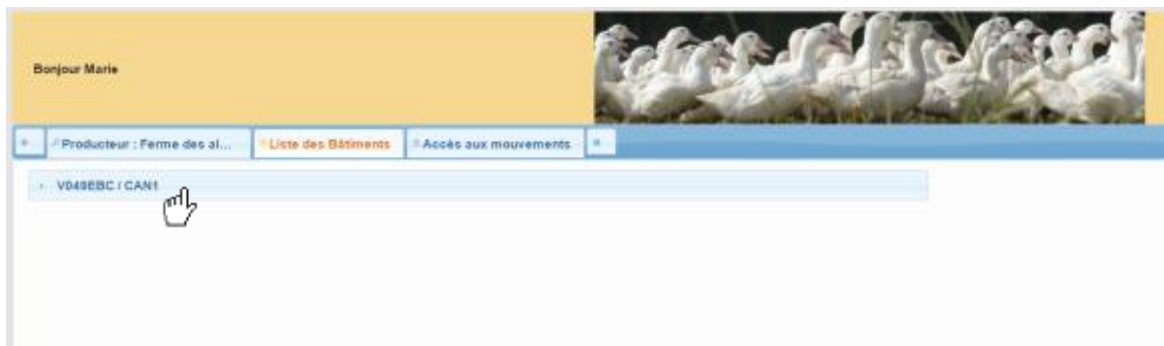 Bonjour Marie
Producteur : Ferme des al... Liste des Bâtiments Accès aux mouvements
V049EBC / CAN1